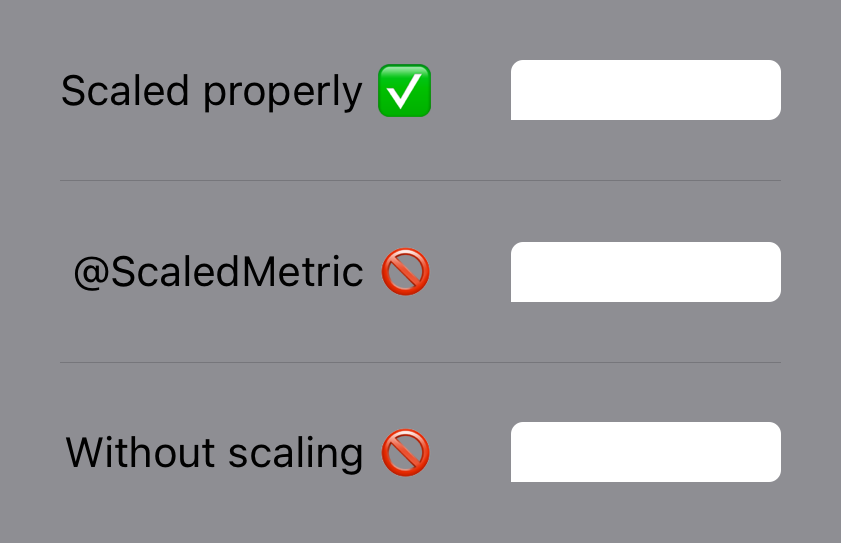 Scaled properly ✅
@ScaledMetric 🚫
Without scaling 🚫